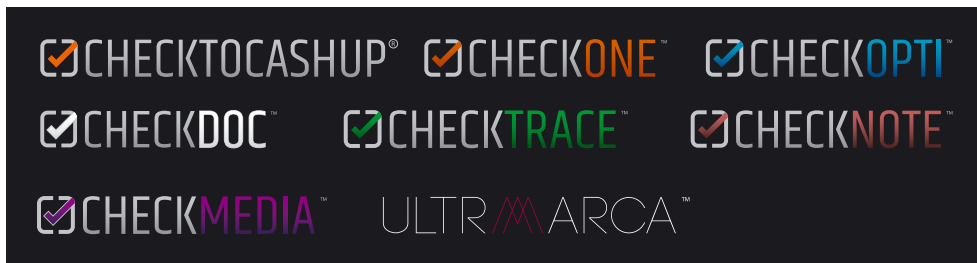 CHECKTOCASHUP® CHECKONE™ CHECKOPTI™
CHECKDOC™ CHECKTRACE™ CHECKNOTE™
CHECKMEDIA™ ULTRAMARCA™